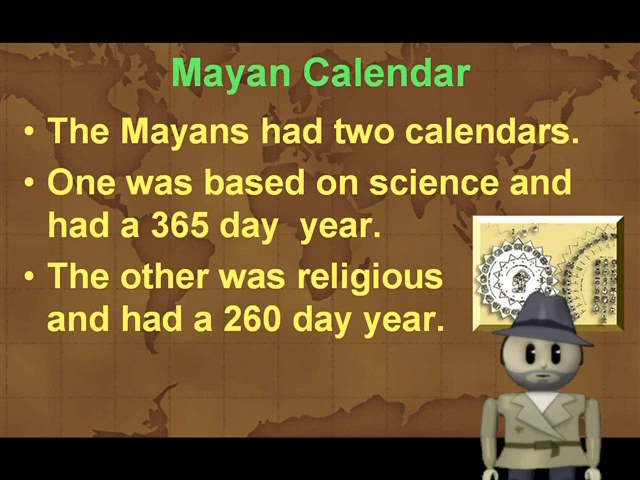 Mayan Calendar
• The Mayans had two calendars.
• One was based on science and
had a 365 day  year.
• The other was religious
and had a 260 day year.